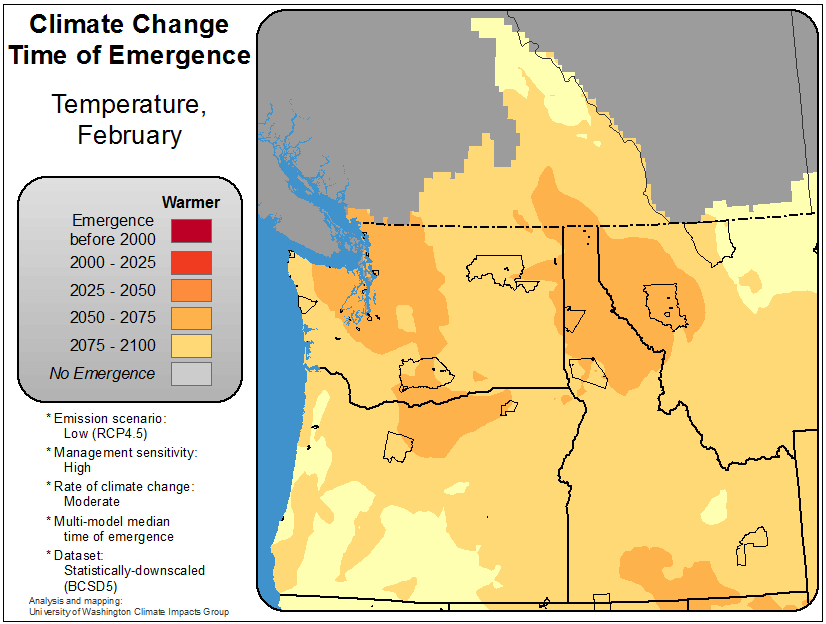 Climate Change
Time of Emergence
Temperature,
February
Warmer
Emergence
before 2000
2000 - 2025
2025 - 2050
2050 - 2075
2075 - 2100
No Emergence
* Emission scenario:
Low (RCP4.5)
* Management sensitivity:
High
* Rate of climate change:
Moderate
* Multi-model median
time of emergence
* Dataset:
Statistically-downscaled
(BCSD5)
Analysis and mapping:
University of Washington Climate Impacts Group